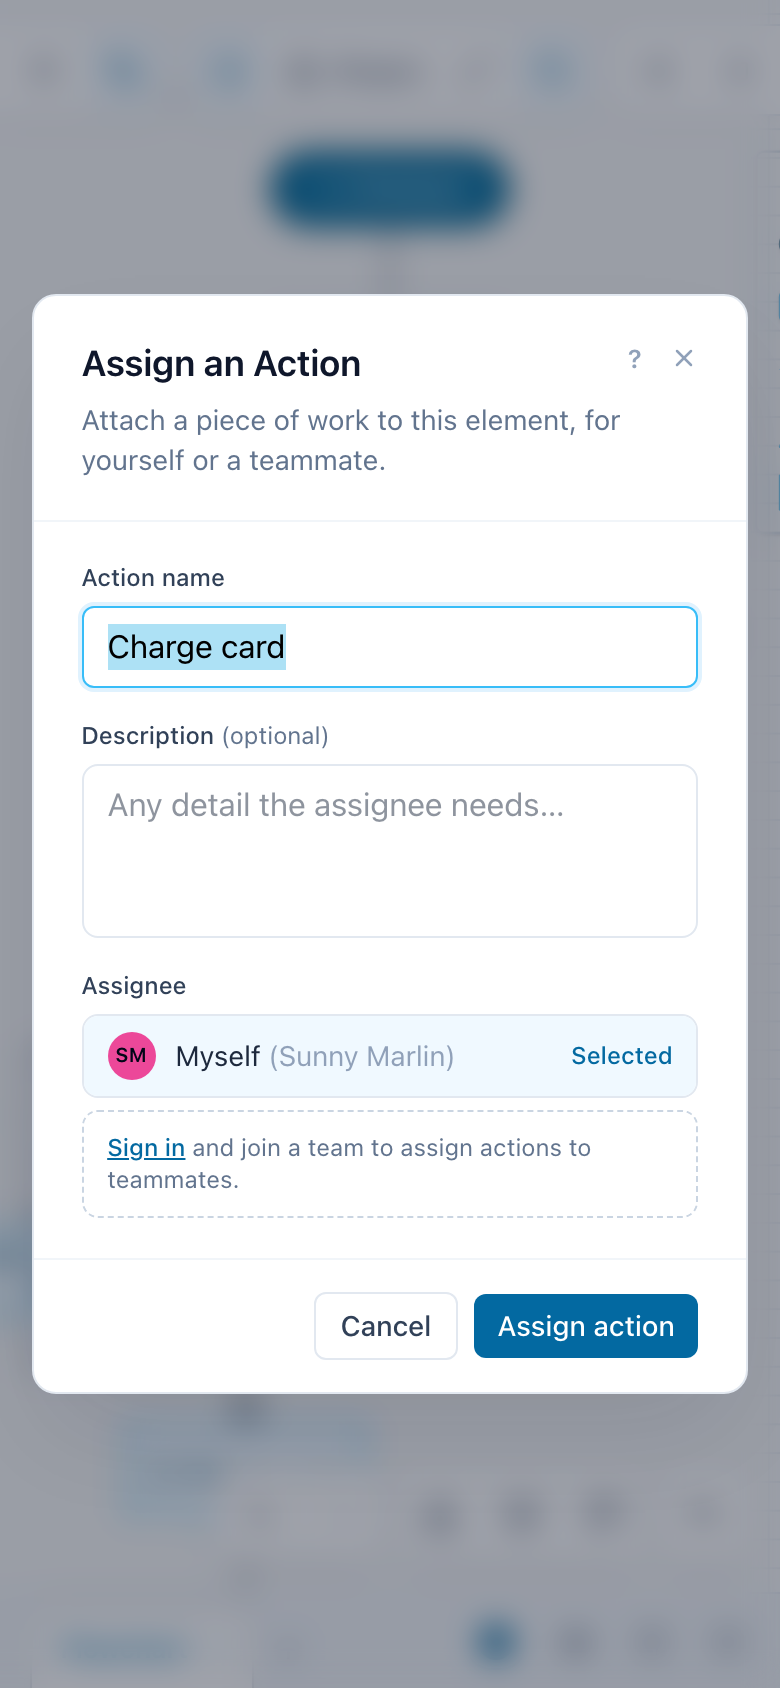 Assign an Action
?
Attach a piece of work to this element, for
yourself or a teammate.
Action name
Charge card
Description (optional)
Any detail the assignee needs...
Assignee
SM Myself (Sunny Marlin) Selected
Sign in and join a team to assign actions to
teammates.
Cancel Assign action